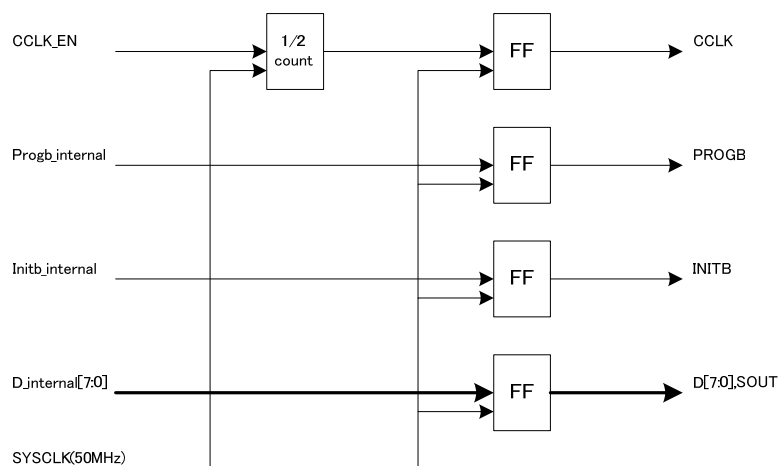 CCLK_EN
1/2
count
FF
CCLK
Progb_internal
FF
PROGB
Initb_internal
FF
INITB
D_internal[7:0]
FF
D[7:0],SOUT
SYSCLK(50MHz)